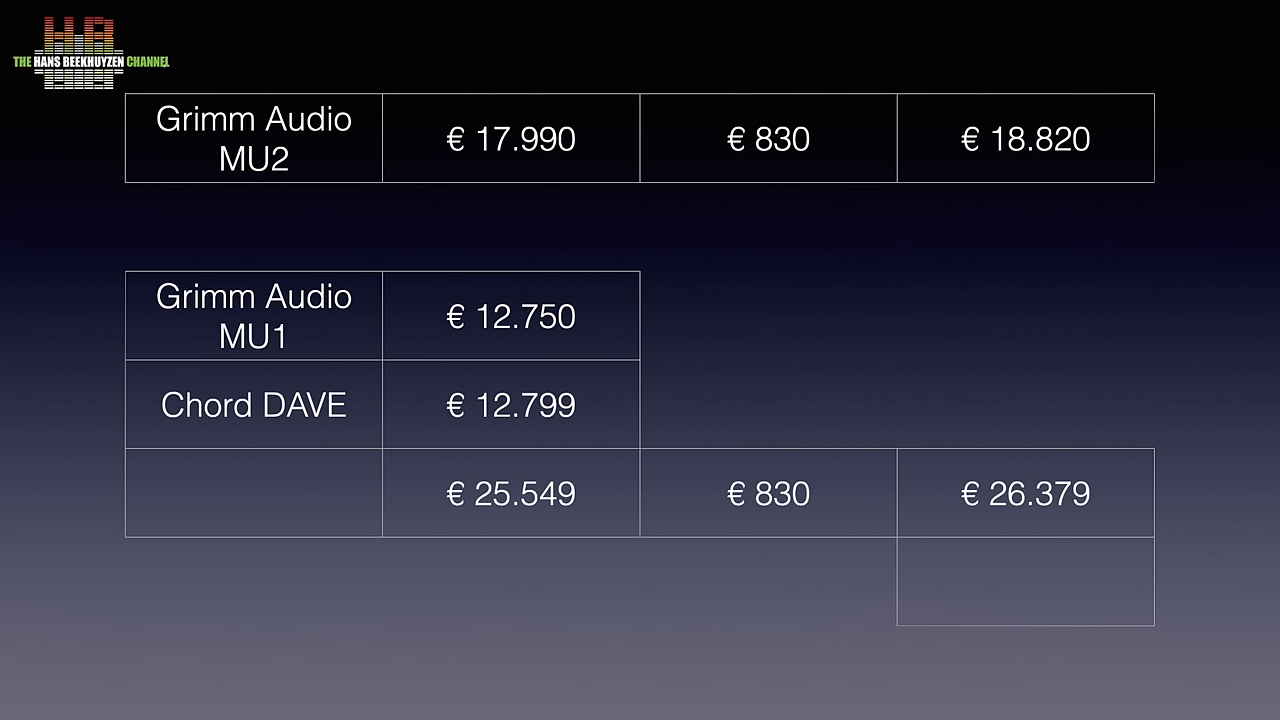 THE HANS BEEKHUYZEN CHANNEL
Grimm Audio
MU2
€ 17.990
€ 830
€ 18.820
Grimm Audio
MU1
€ 12.750
Chord DAVE
€ 12.799
€ 25.549
€ 830
€ 26.379